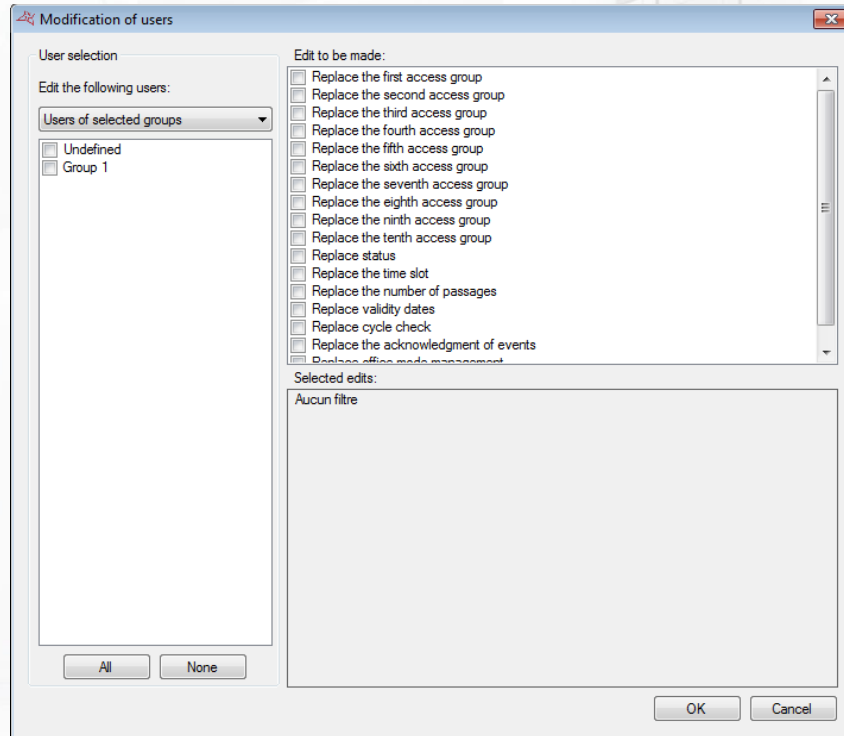 Modification of users
User selection
Edit the following users:
Users of selected groups
Undefined
Group 1
All
None
Edit to be made:
Replace the first access group
Replace the second access group
Replace the third access group
Replace the fourth access group
Replace the fifth access group
Replace the sixth access group
Replace the seventh access group
Replace the eighth access group
Replace the ninth access group
Replace the tenth access group
Replace status
Replace the time slot
Replace the number of passages
Replace validity dates
Replace cycle check
Replace the acknowledgment of events
Replace office mode management
Selected edits:
Aucun filtre
OK
Cancel